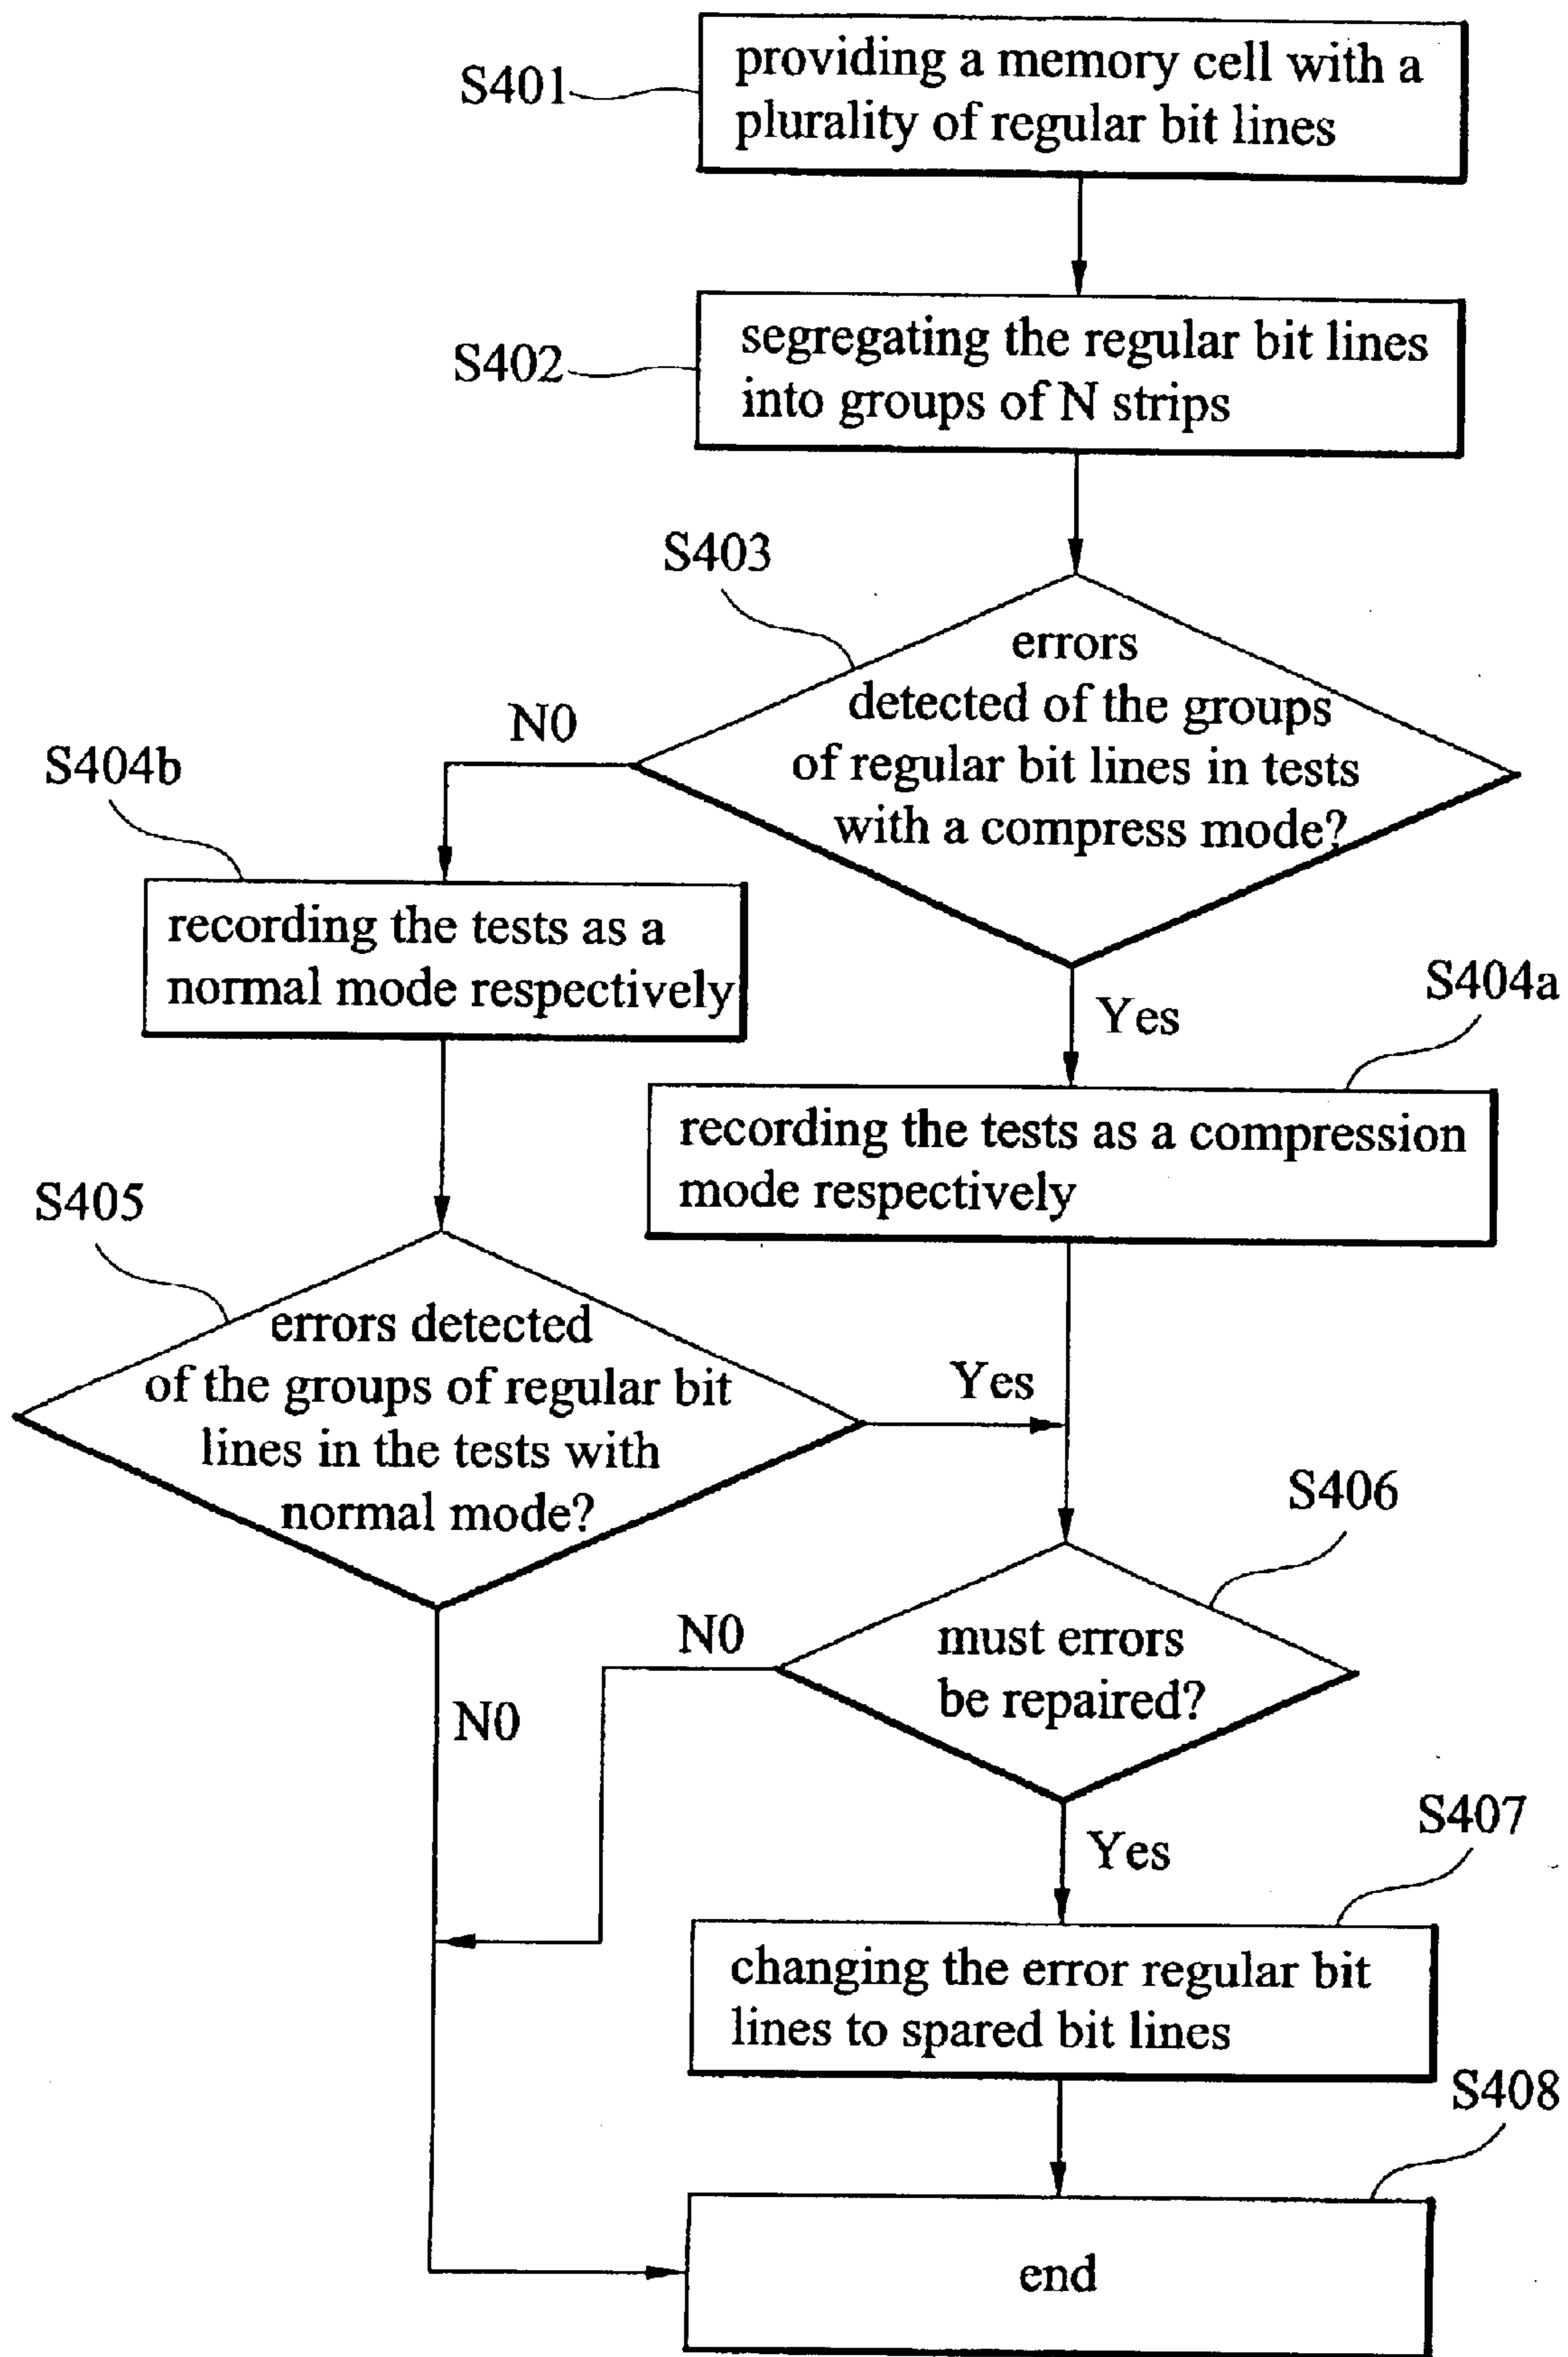 S401
providing a memory cell with a
plurality of regular bit lines
S402
segregating the regular bit lines
into groups of N strips
S403
errors
detected of the groups
of regular bit lines in tests
with a compress mode?
N0
S404b
recording the tests as a
normal mode respectively
Yes
S404a
recording the tests as a compression
mode respectively
S405
errors detected
of the groups of regular bit
lines in the tests with
normal mode?
Yes
N0
S406
must errors
be repaired?
N0
Yes
S407
changing the error regular bit
lines to spared bit lines
S408
end